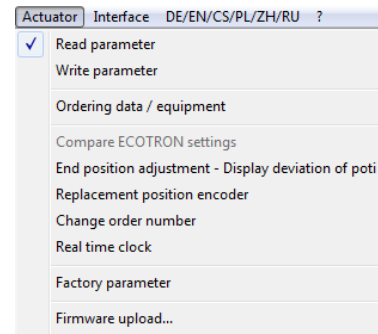 Actuator Interface DE/EN/CS/PL/ZH/RU ?
Read parameter
Write parameter
Ordering data / equipment
Compare ECOTRON settings
End position adjustment - Display deviation of poti
Replacement position encoder
Change order number
Real time clock
Factory parameter
Firmware upload...